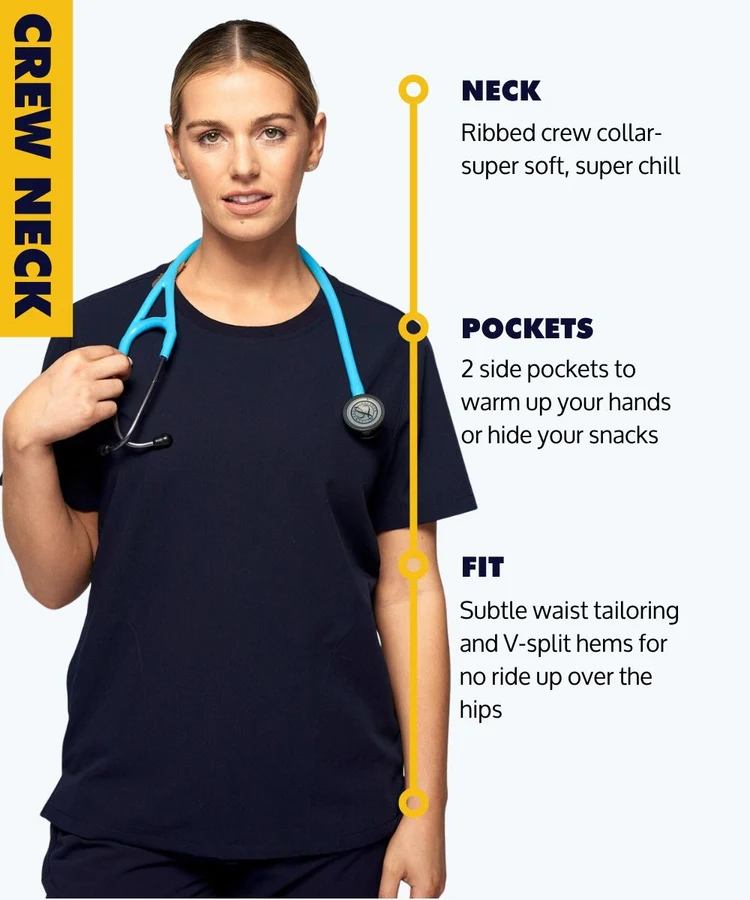 CREW NECK
NECK
Ribbed crew collar-
super soft, super chill
POCKETS
2 side pockets to
warm up your hands
or hide your snacks
FIT
Subtle waist tailoring
and V-split hems for
no ride up over the
hips